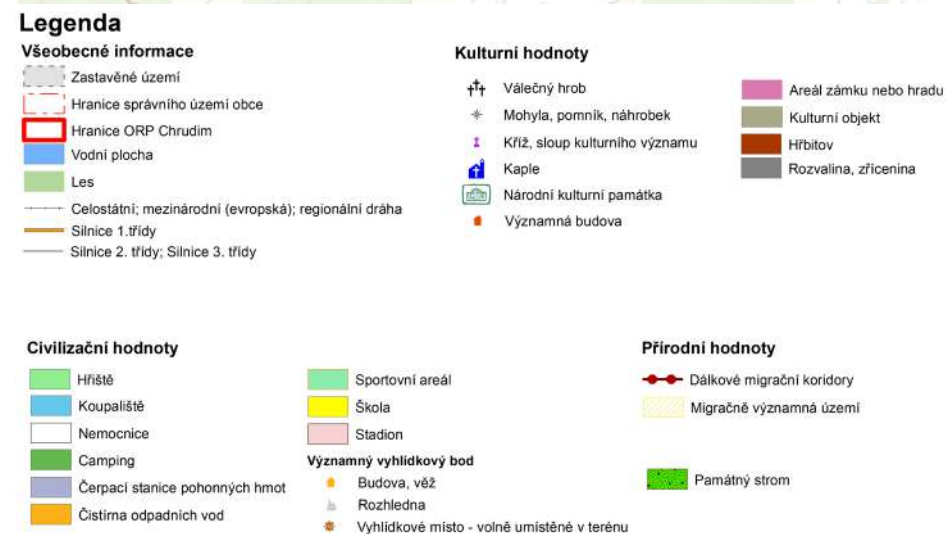 Legenda
Všeobecné informace
Zastavěné území
Hranice správního území obce
Hranice ORP Chrudim
Vodní plocha
Les
Celostátní; mezinárodní (evropská); regionální dráha
Silnice 1.třídy
Silnice 2. třídy; Silnice 3. třídy
Kulturní hodnoty
Válečný hrob
Mohyla, pomník, náhrobek
Kříž, sloup kulturního významu
Kaple
Národní kulturní památka
Významná budova
Areál zámku nebo hradu
Kulturní objekt
Hřbitov
Rozvalina, zřícenina
Civilizační hodnoty
Hřiště
Koupaliště
Nemocnice
Camping
Čerpací stanice pohonných hmot
Čistírna odpadních vod
Sportovní areál
Škola
Stadion
Významný vyhlídkový bod
Budova, věž
Rozhledna
Vyhlídkové místo - volně umístěné v terénu
Přírodní hodnoty
Dálkové migrační koridory
Migračně významná území
Památný strom